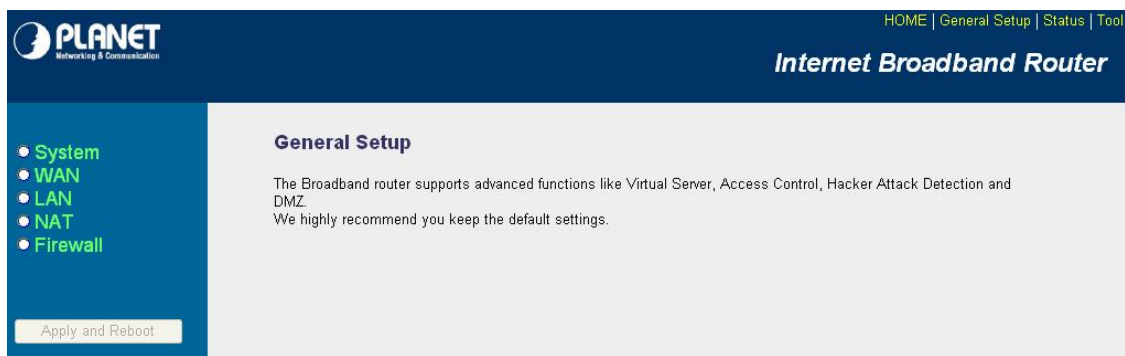 PLANET
Networking & Communication
HOME | General Setup | Status | Tool
Internet Broadband Router
System
WAN
LAN
NAT
Firewall
Apply and Reboot
General Setup
The Broadband router supports advanced functions like Virtual Server, Access Control, Hacker Attack Detection and
DMZ.
We highly recommend you keep the default settings.